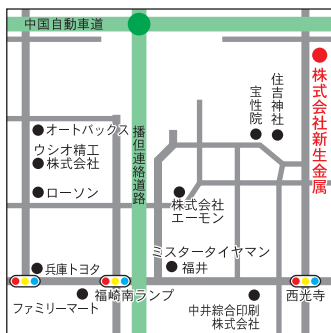 中国自動車道
株式会社新生金属
住吉神社
宝性院
オートバックス
播但連絡道路
ウシオ精工
株式会社
ローソン
株式会社
エーモン
ミスタータイヤマン
福井
兵庫トヨタ
福崎南ランプ
西光寺
ファミリーマート
中井綜合印刷
株式会社